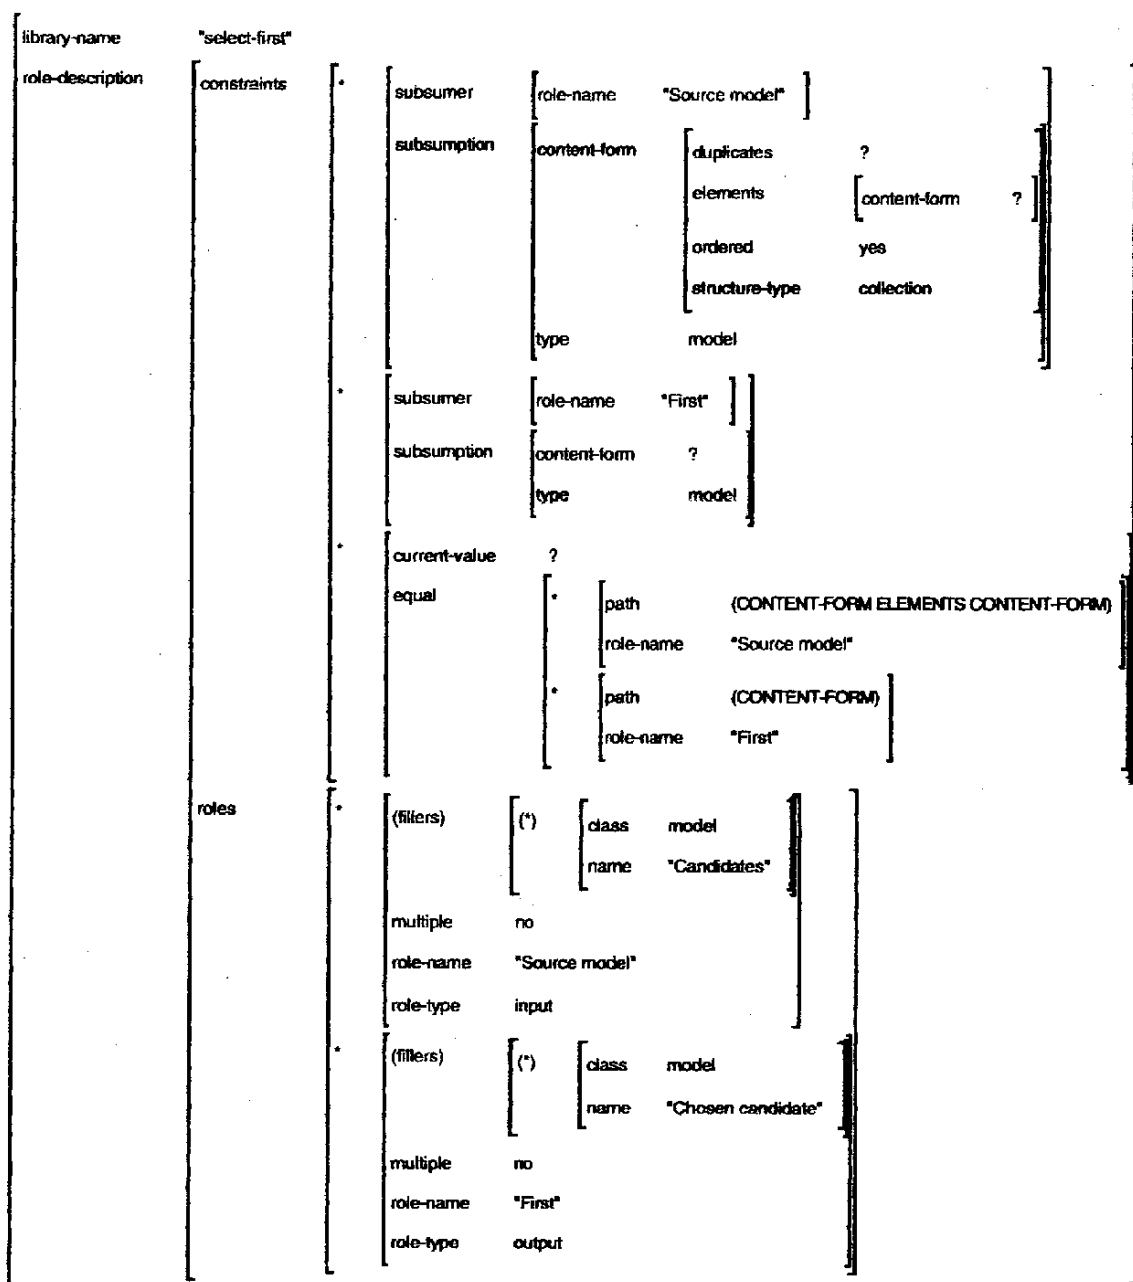 library-name "select-first"
role-description constraints * subsumer role-name "Source model"
subsumption content-form duplicates ?
elements content-form ?
ordered yes
structure-type collection
type model
* subsumer role-name "First"
subsumption content-form ?
type model
* current-value ?
equal * path (CONTENT-FORM ELEMENTS CONTENT-FORM)
role-name "Source model"
* path (CONTENT-FORM)
role-name "First"
roles * (fillers) (*) class model
name "Candidates"
multiple no
role-name "Source model"
role-type input
* (fillers) (*) class model
name "Chosen candidate"
multiple no
role-name "First"
role-type output